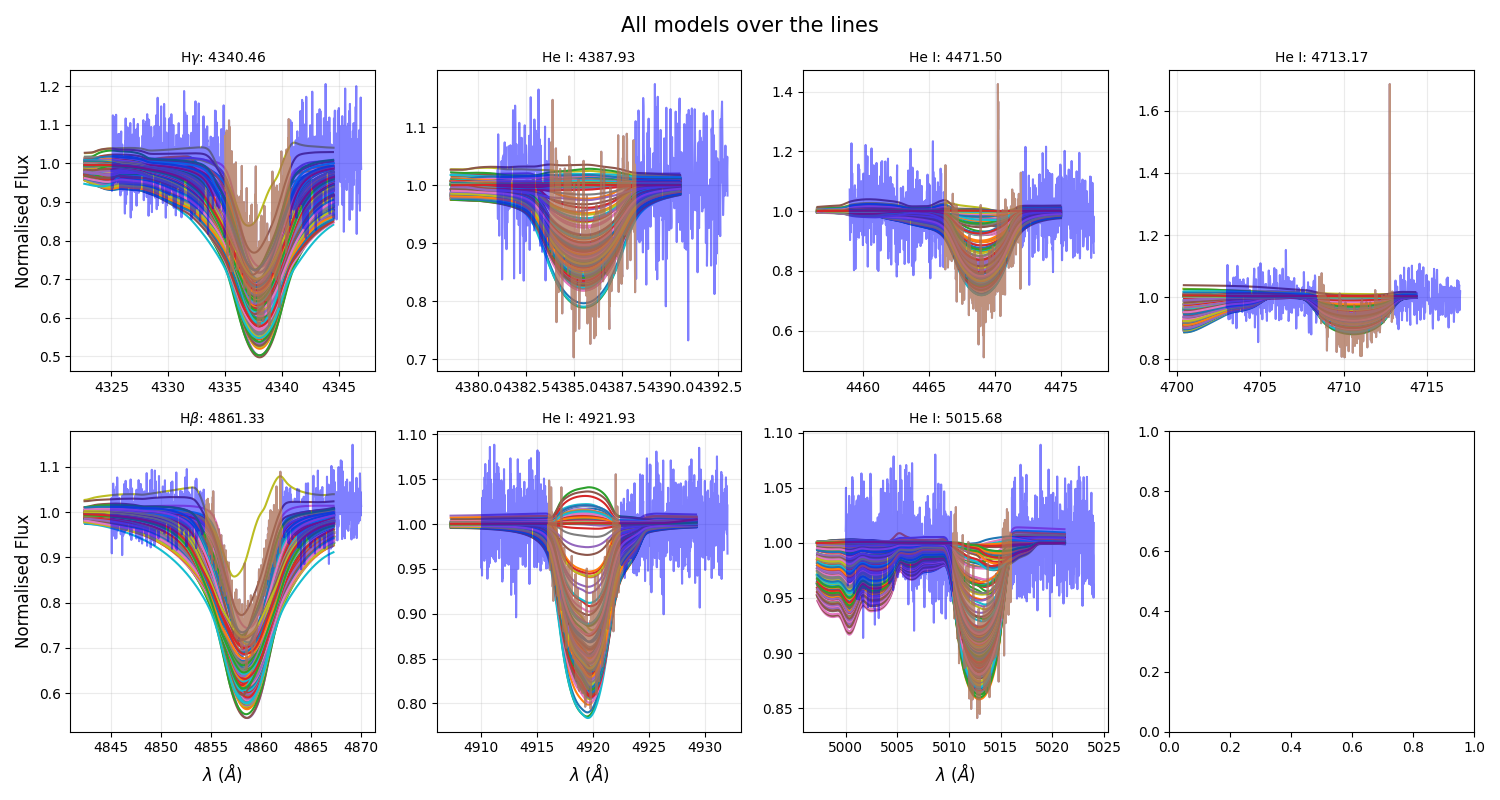 All models over the lines
Hγ: 4340.46
He I: 4387.93
He I: 4471.50
He I: 4713.17
Normalised Flux
1.2
1.1
1.0
0.9
0.8
0.7
0.6
0.5
4325 4330 4335 4340 4345
1.1
1.0
0.9
0.8
0.7
4380.0 4382.5 4385.0 4387.5 4390.0 4392.5
1.4
1.2
1.0
0.8
0.6
4460 4465 4470 4475
1.6
1.4
1.2
1.0
0.8
4700 4705 4710 4715
Hβ: 4861.33
He I: 4921.93
He I: 5015.68
Normalised Flux
1.1
1.0
0.9
0.8
0.7
0.6
4845 4850 4855 4860 4865 4870
λ (Å)
1.10
1.05
1.00
0.95
0.90
0.85
0.80
4910 4915 4920 4925 4930
λ (Å)
1.10
1.05
1.00
0.95
0.90
0.85
5000 5005 5010 5015 5020 5025
λ (Å)
1.0
0.8
0.6
0.4
0.2
0.0
0.0 0.2 0.4 0.6 0.8 1.0